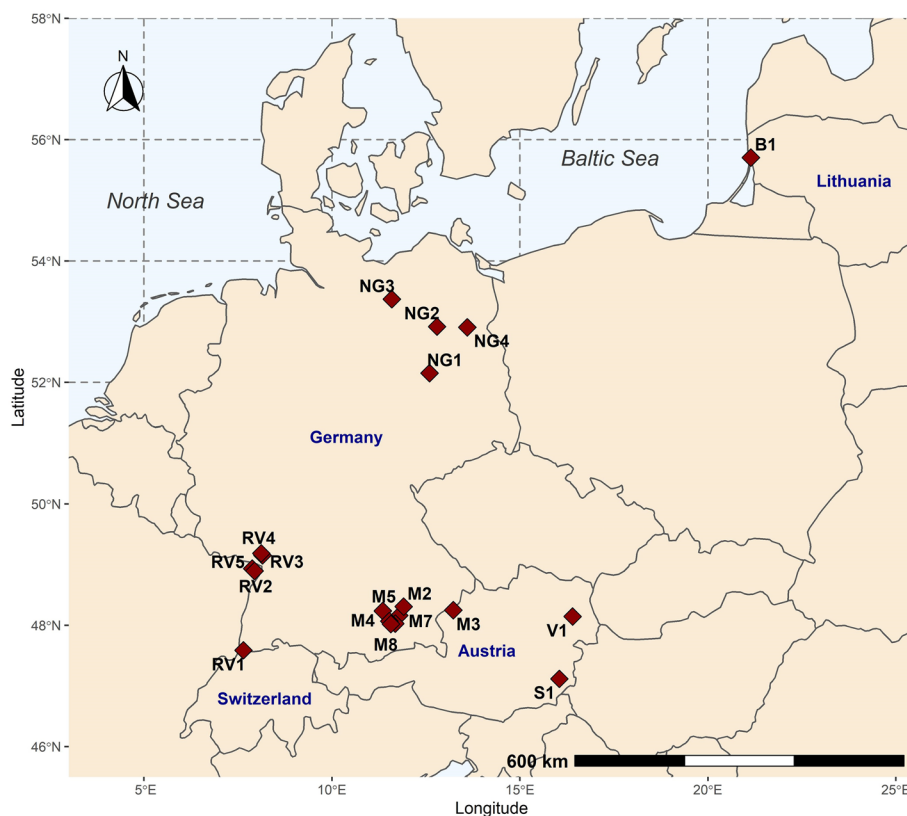 58°N
N
56°N
B1
Baltic Sea
Lithuania
North Sea
54°N
NG3
NG2
NG4
NG1
52°N
Latitude
Germany
50°N
RV4
RV5
RV3
RV2
M5
M2
M4
M7
M3
M8
V1
48°N
RV1
Austria
S1
Switzerland
46°N
600 km
5°E
10°E
15°E
20°E
25°E
Longitude